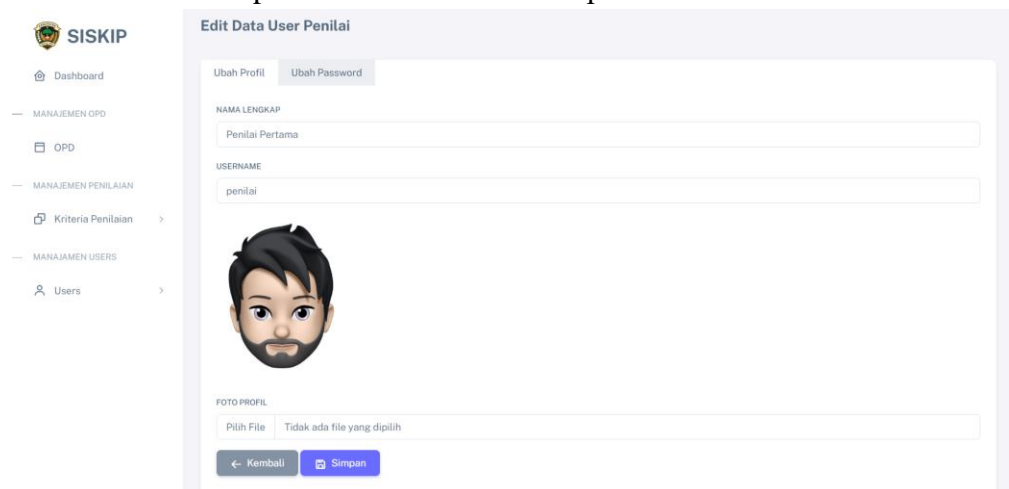 SISKIP
Dashboard
MANAJEMEN OPD
OPD
MANAJEMEN PENILAIAN
Kriteria Penilaian
MANAJAMEN USERS
Users
Edit Data User Penilai
Ubah Profil
Ubah Password
NAMA LENGKAP
Penilai Pertama
USERNAME
penilai
FOTO PROFIL
Pilih File Tidak ada file yang dipilih
Kembali
Simpan